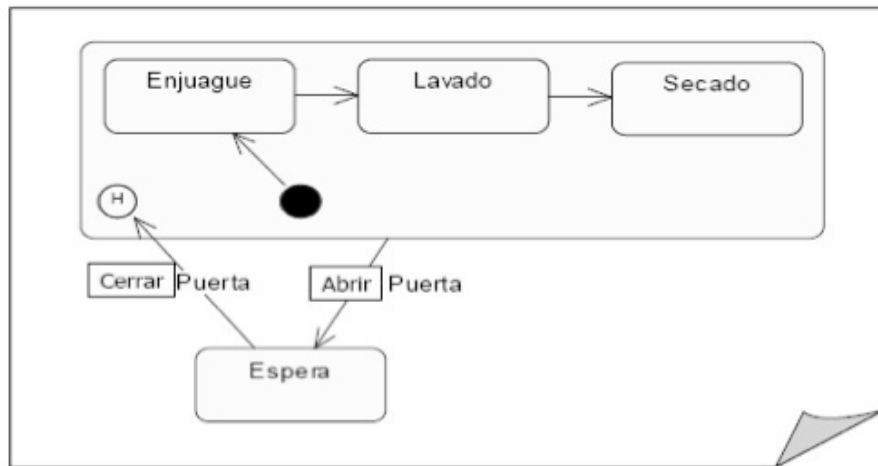 Enjuague
Lavado
Secado
H
Cerrar Puerta
Abrir Puerta
Espera